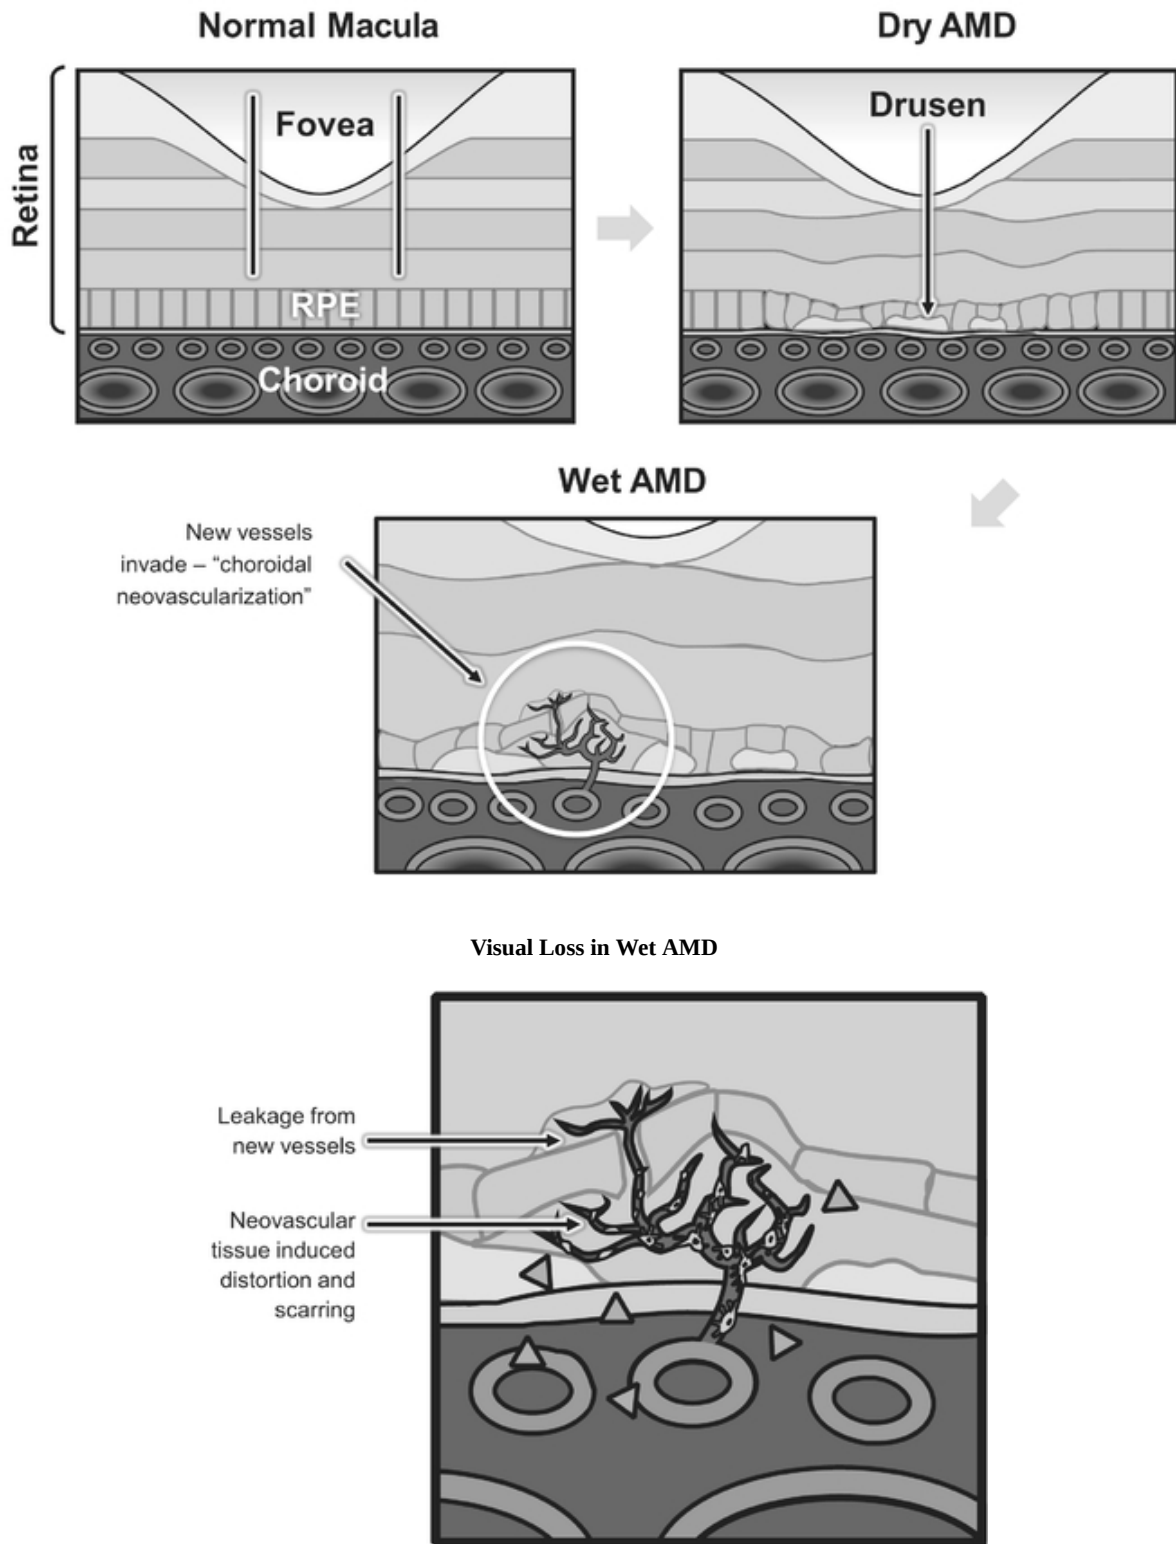 Normal Macula
Dry AMD
Retina
Fovea
RPE
Choroid
Drusen
Wet AMD
New vessels
invade – “choroidal
neovascularization”
Visual Loss in Wet AMD
Leakage from
new vessels
Neovascular
tissue induced
distortion and
scarring